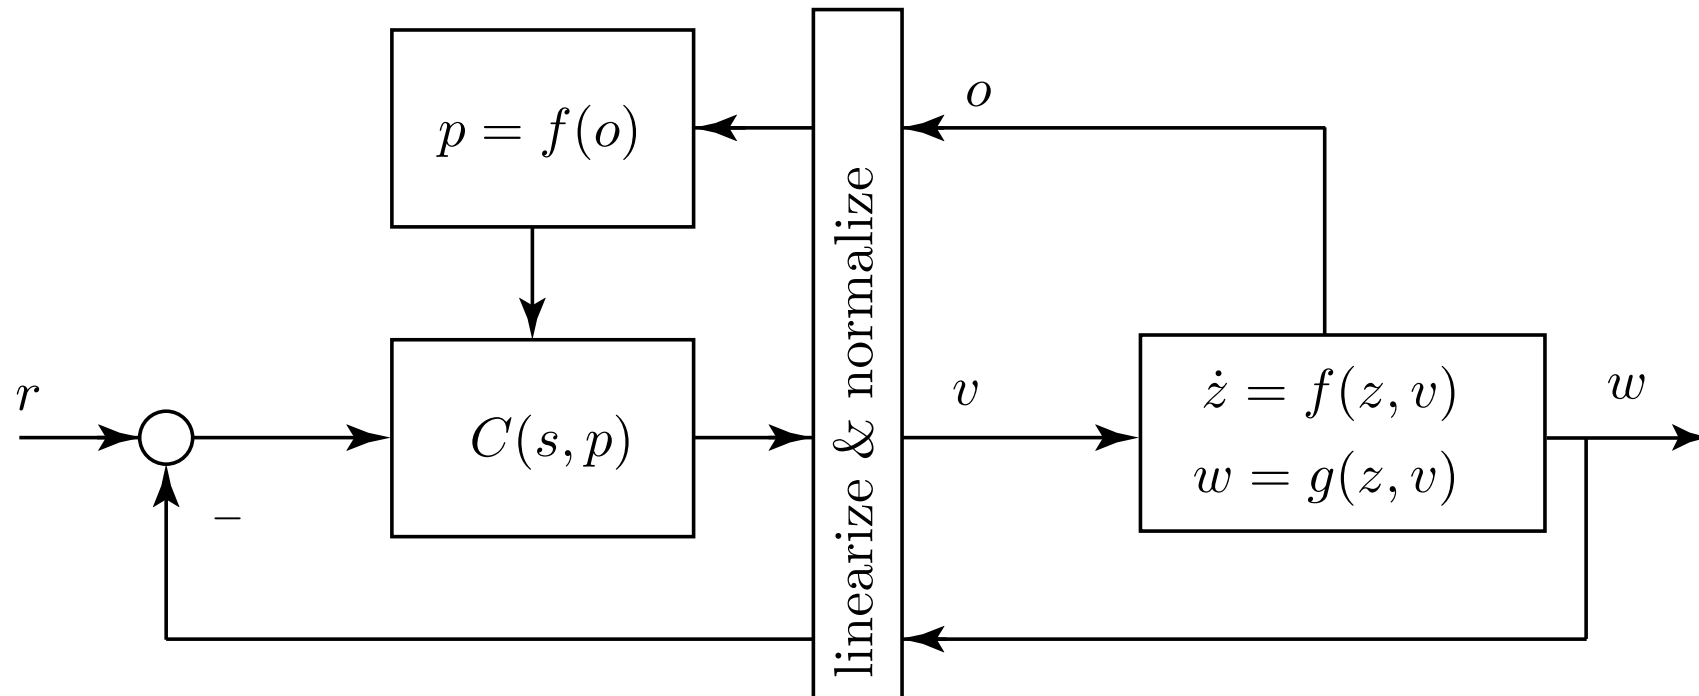 o
p = f(o)
linearize & normalize
r
C(s, p)
v
ż = f(z, v)
w = g(z, v)
w
−